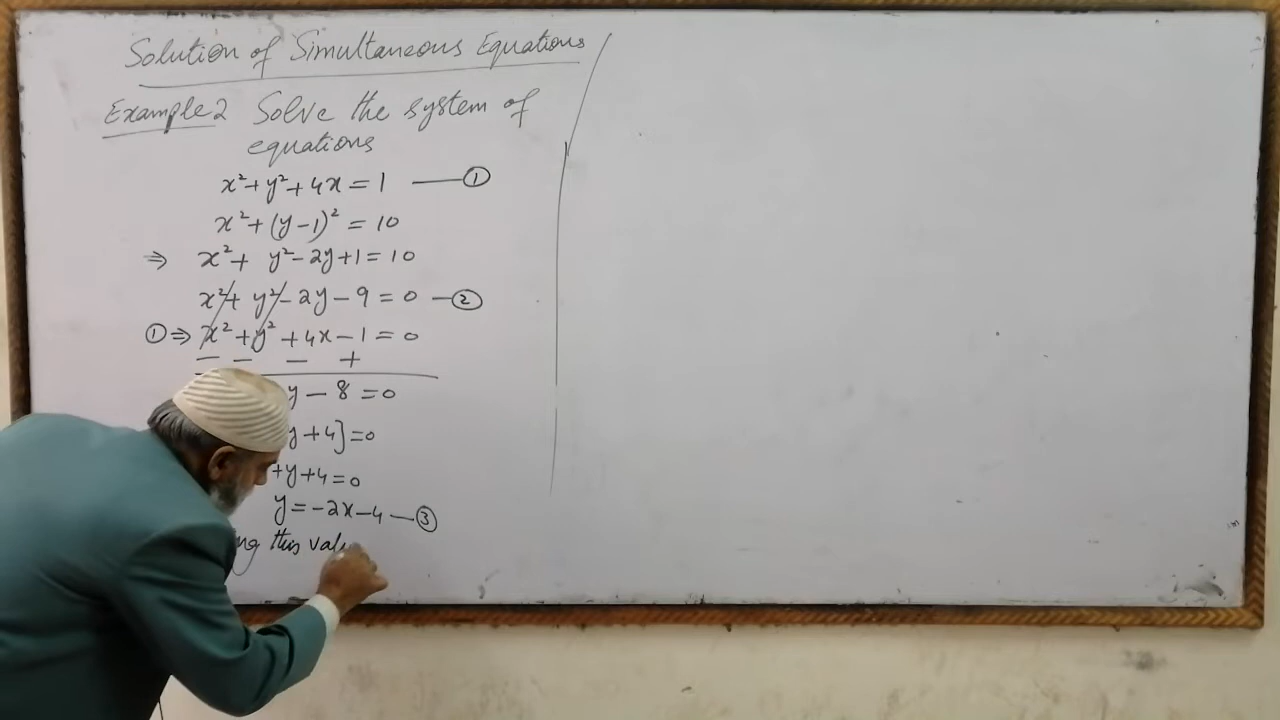 Solution of Simultaneous Equations
Example 2 Solve the system of
equations
x² + y² + 4x = 1 —— ①
x² + (y - 1)² = 10
⇒ x² + y² - 2y + 1 = 10
x² + y² - 2y - 9 = 0 — ②
① ⇒ x² + y² + 4x - 1 = 0
— — — +
y - 8 = 0
y + 4] = 0
+ y + 4 = 0
y = -2x - 4 — ③
this